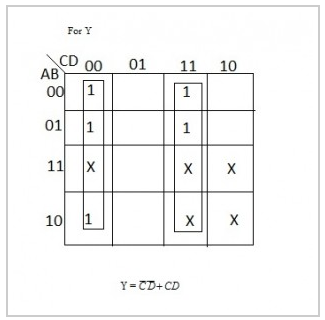 For Y
CD 00 01 11 10
AB
00 1 1
01 1 1
11 X X X
10 1 X X
Y = C̅D̅ + CD